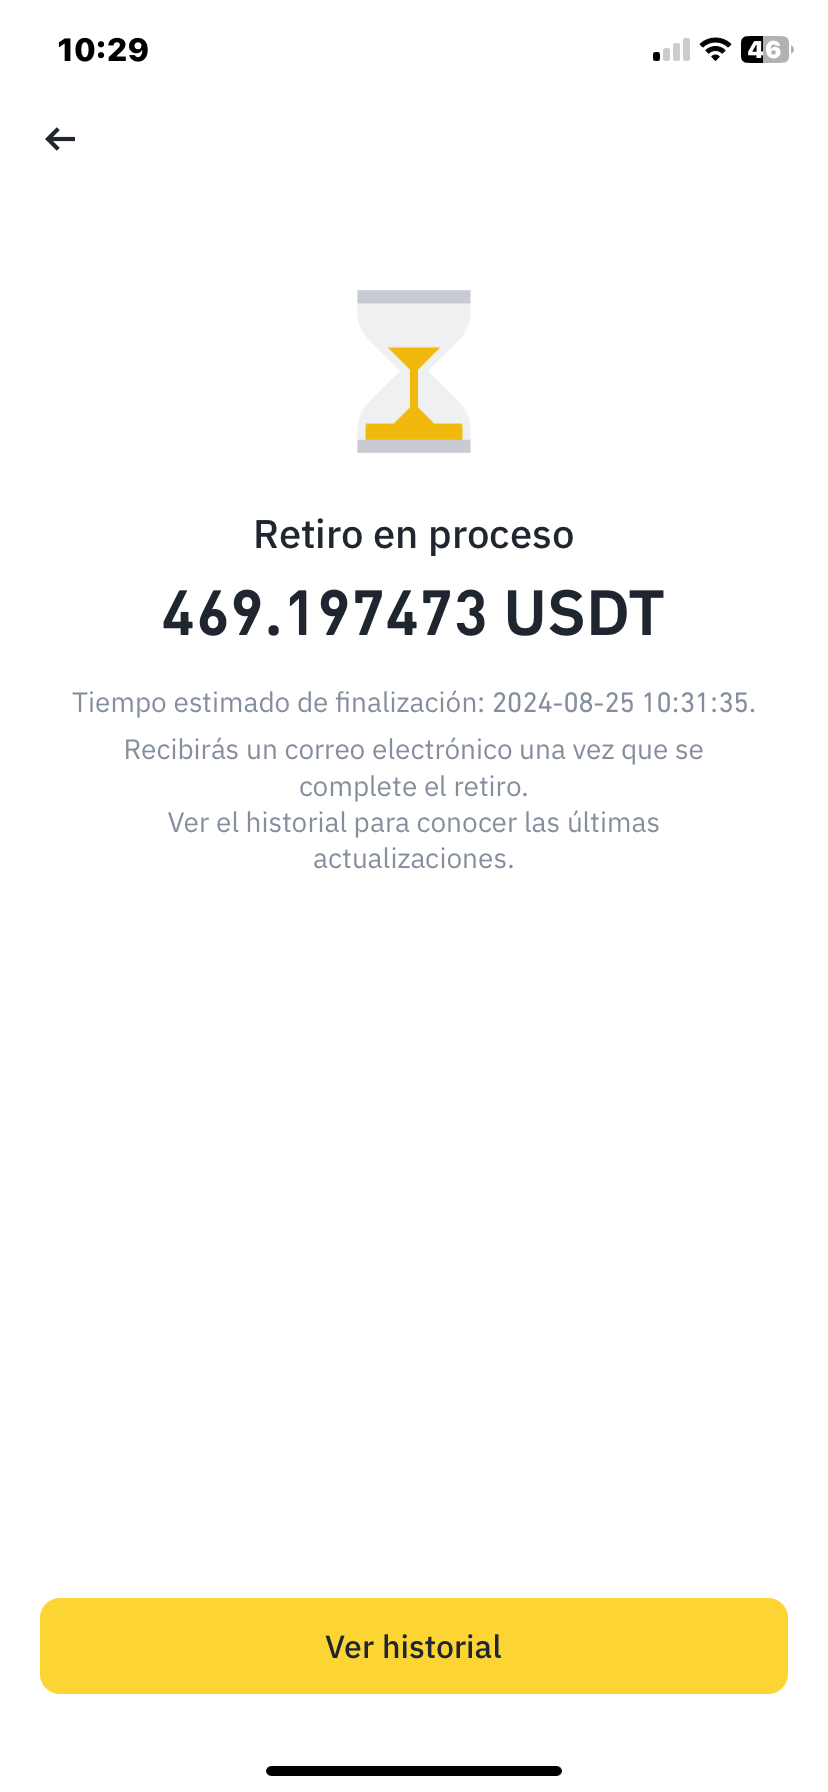 10:29
46
Retiro en proceso
469.197473 USDT
Tiempo estimado de finalización: 2024-08-25 10:31:35.
Recibirás un correo electrónico una vez que se
complete el retiro.
Ver el historial para conocer las últimas
actualizaciones.
Ver historial